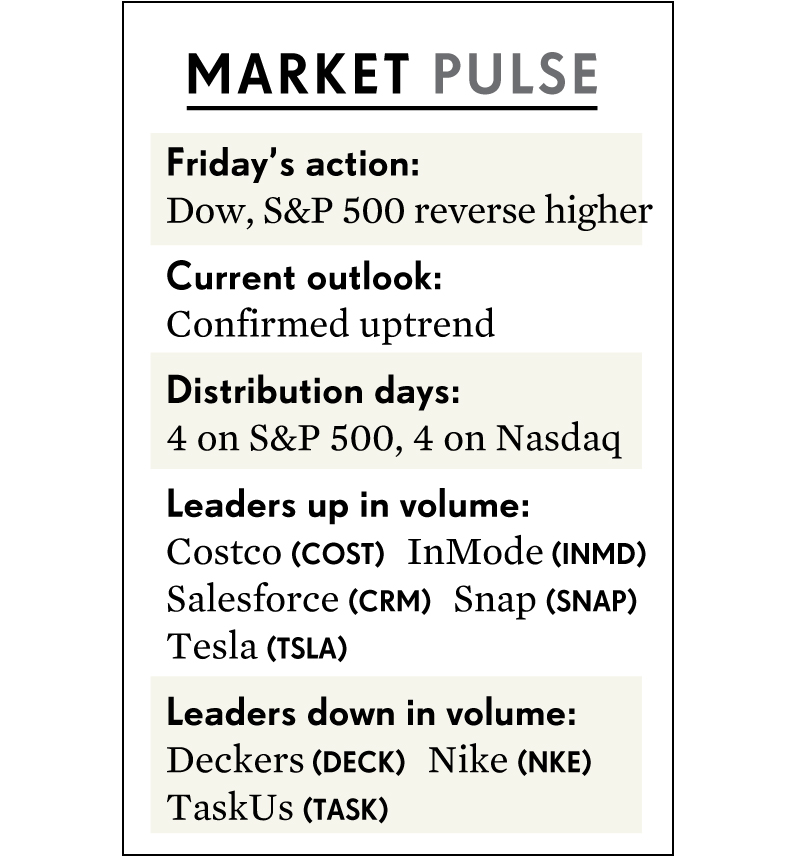 MARKET PULSE
Friday’s action:
Dow, S&P 500 reverse higher
Current outlook:
Confirmed uptrend
Distribution days:
4 on S&P 500, 4 on Nasdaq
Leaders up in volume:
Costco (COST) InMode (INMD)
Salesforce (CRM) Snap (SNAP)
Tesla (TSLA)
Leaders down in volume:
Deckers (DECK) Nike (NKE)
TaskUs (TASK)